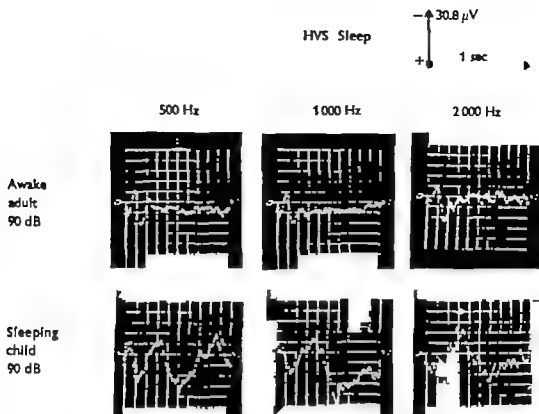 − 30.8 µV
HVS Sleep
+ 1 sec
500 Hz 1000 Hz 2000 Hz
Awake
adult
90 dB
Sleeping
child
90 dB